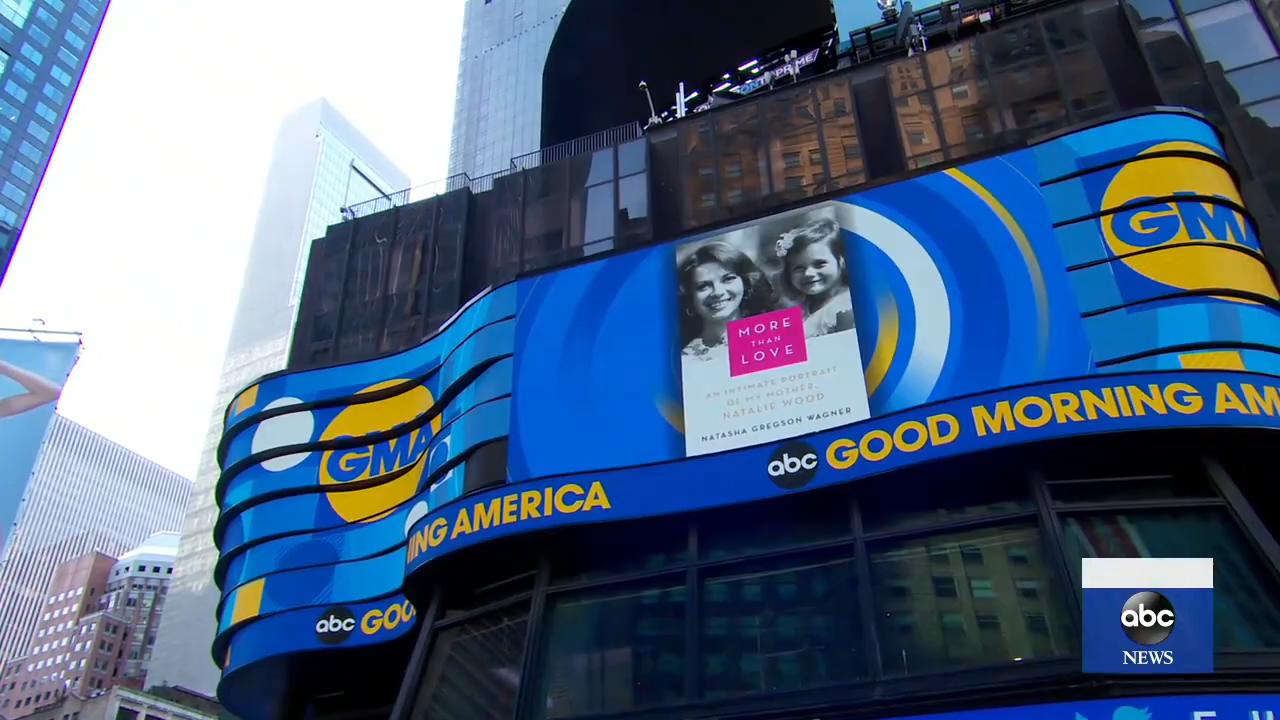 GMA
GMA
MORE
THAN
LOVE
AN INTIMATE PORTRAIT
OF MY MOTHER,
NATALIE WOOD
NATASHA GREGSON WAGNER
abc GOOD MORNING AM
ING AMERICA
abc GOO
abc
NEWS